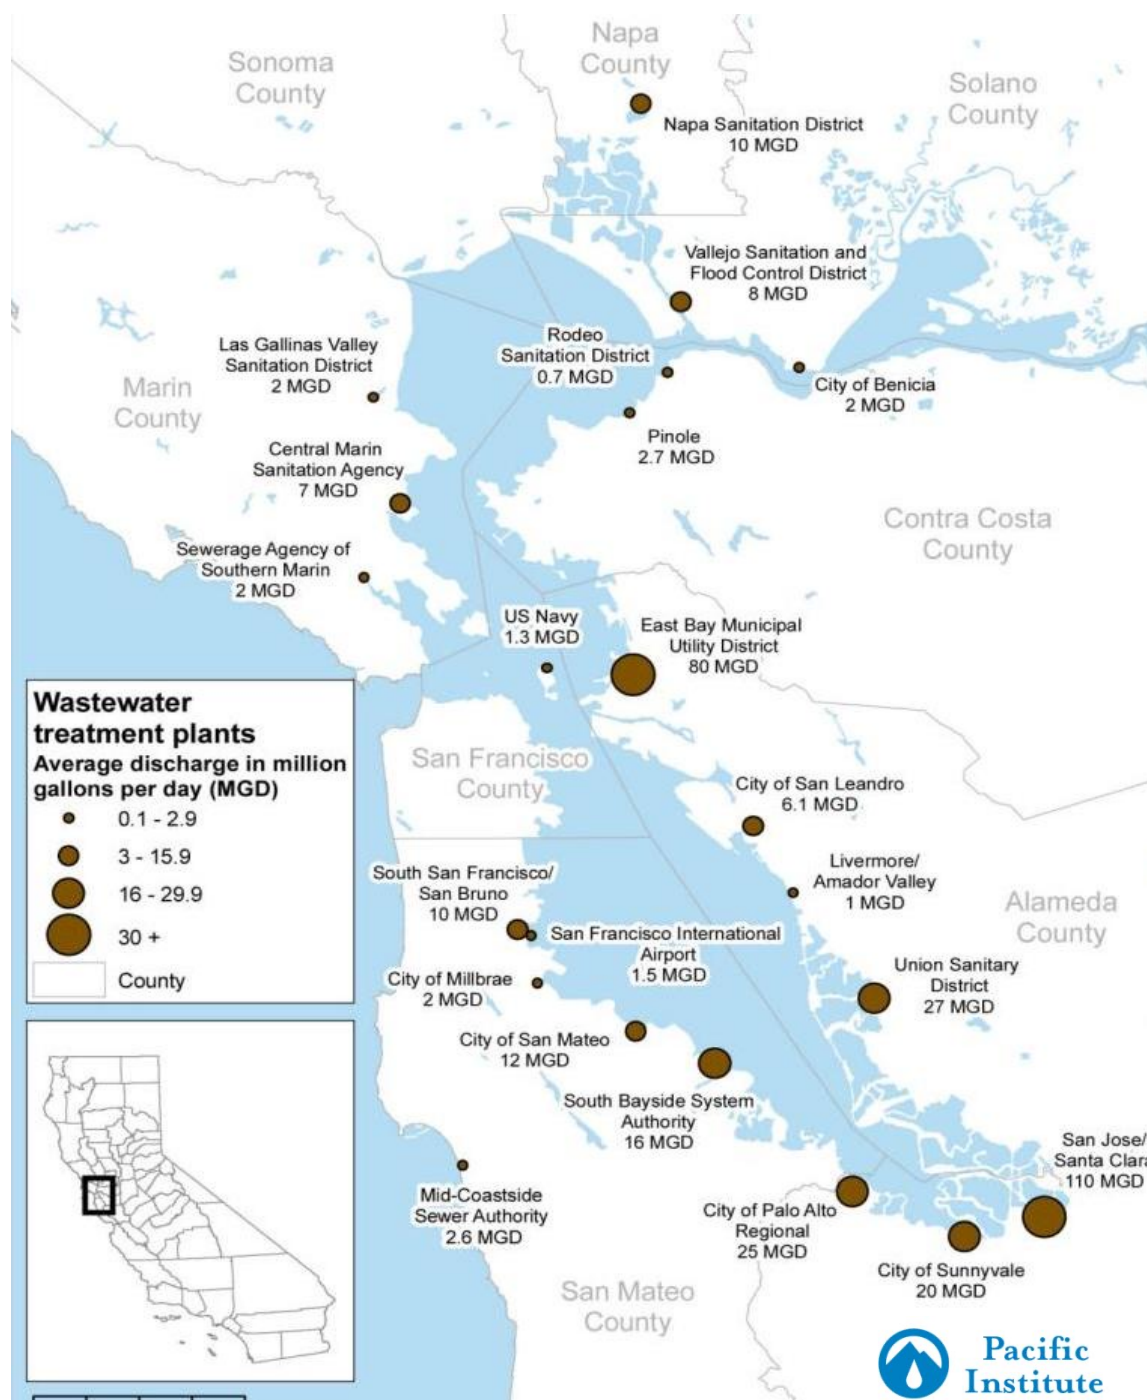 Sonoma
County
Napa
County
Solano
County
Napa Sanitation District
10 MGD
Vallejo Sanitation and
Flood Control District
8 MGD
Rodeo
Sanitation District
0.7 MGD
Las Gallinas Valley
Sanitation District
2 MGD
Marin
County
City of Benicia
2 MGD
Pinole
2.7 MGD
Central Marin
Sanitation Agency
7 MGD
Contra Costa
County
Sewerage Agency of
Southern Marin
2 MGD
US Navy
1.3 MGD
East Bay Municipal
Utility District
80 MGD
Wastewater
treatment plants
Average discharge in million
gallons per day (MGD)
0.1 - 2.9
3 - 15.9
16 - 29.9
30 +
County
San Francisco
County
City of San Leandro
6.1 MGD
Livermore/
Amador Valley
1 MGD
Alameda
County
South San Francisco/
San Bruno
10 MGD
San Francisco International
Airport
1.5 MGD
City of Millbrae
2 MGD
Union Sanitary
District
27 MGD
City of San Mateo
12 MGD
South Bayside System
Authority
16 MGD
San Jose/
Santa Clara
110 MGD
Mid-Coastside
Sewer Authority
2.6 MGD
City of Palo Alto
Regional
25 MGD
City of Sunnyvale
20 MGD
San Mateo
County
Pacific
Institute